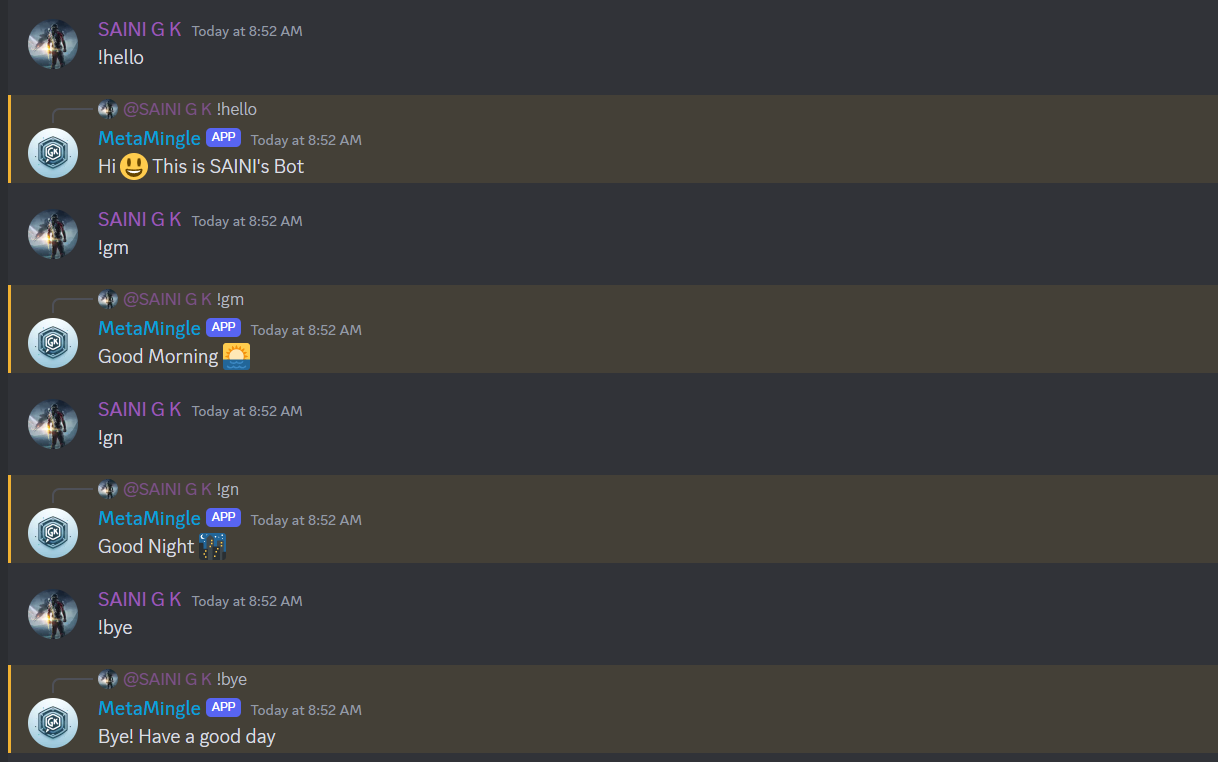 SAINI G K Today at 8:52 AM
!hello
@SAINI G K !hello
GK
MetaMingle APP Today at 8:52 AM
Hi 😃 This is SAINI's Bot
SAINI G K Today at 8:52 AM
!gm
@SAINI G K !gm
GK
MetaMingle APP Today at 8:52 AM
Good Morning 🌅
SAINI G K Today at 8:52 AM
!gn
@SAINI G K !gn
GK
MetaMingle APP Today at 8:52 AM
Good Night 🌃
SAINI G K Today at 8:52 AM
!bye
@SAINI G K !bye
GK
MetaMingle APP Today at 8:52 AM
Bye! Have a good day